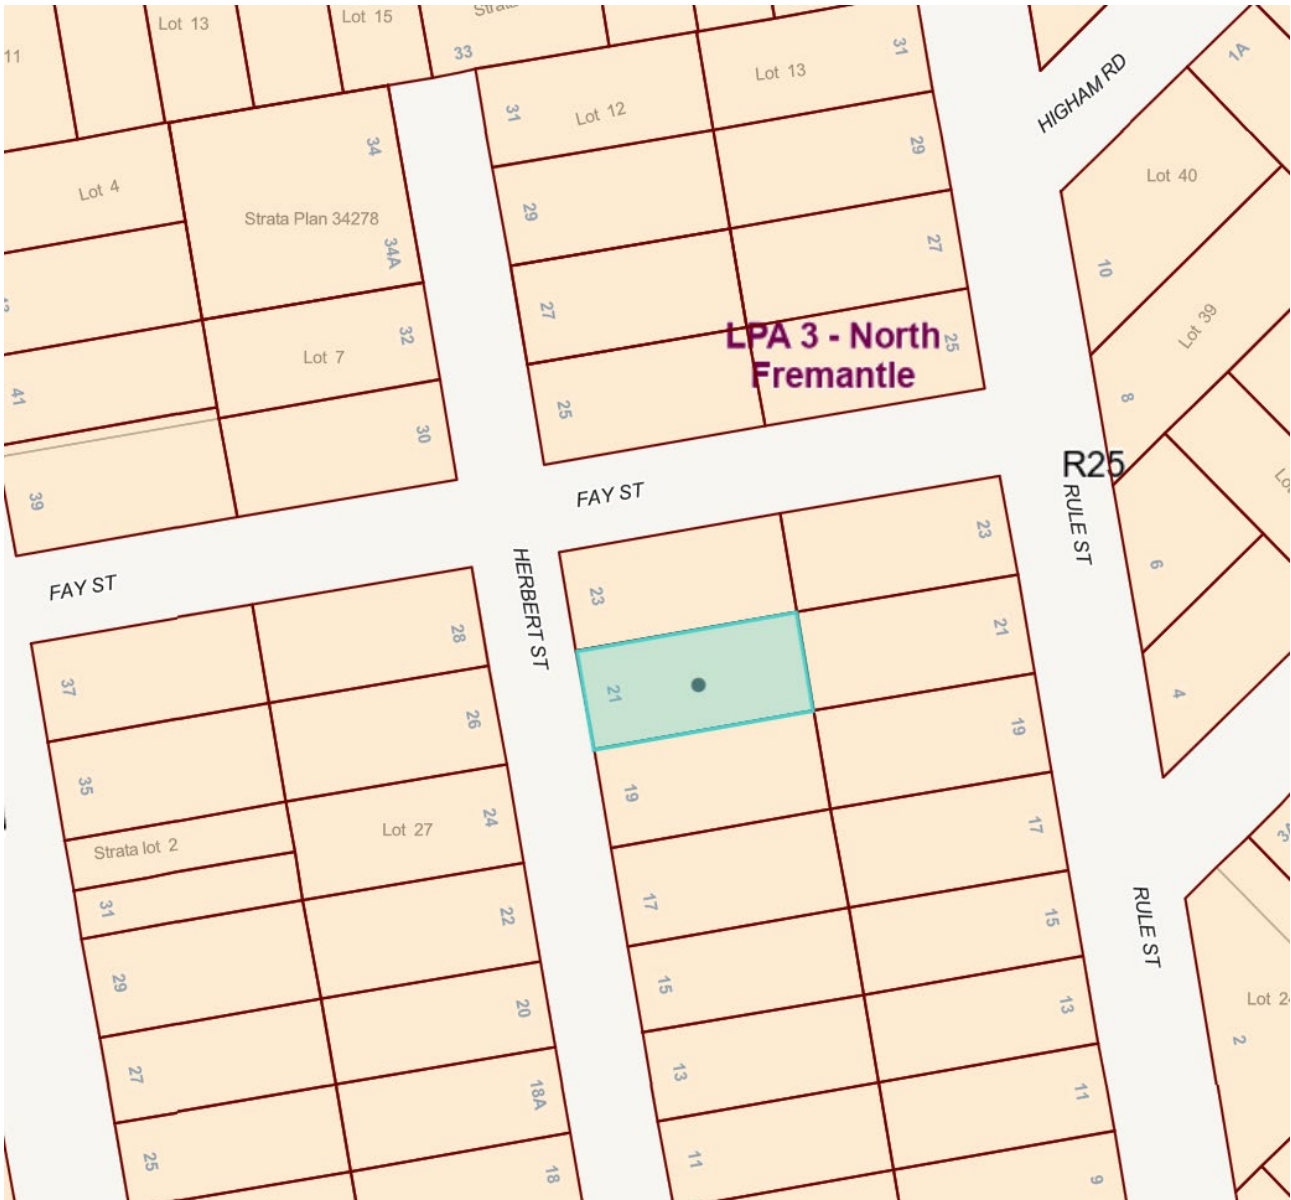 Lot 13
Lot 15
Strata
11
33
31
Lot 12
Lot 13
31
HIGHAM RD
1A
34
Lot 4
Strata Plan 34278
34A
29
29
Lot 40
27
27
10
Lot 39
32
Lot 7
LPA 3 - North
Fremantle
25
41
25
8
30
R25
39
FAY ST
RULE ST
23
FAY ST
HERBERT ST
23
6
28
21
37
21
4
26
19
35
19
24
Lot 27
17
Strata lot 2
31
17
22
15
RULE ST
29
15
20
13
Lot 2
2
27
13
18A
11
25
11
18
9